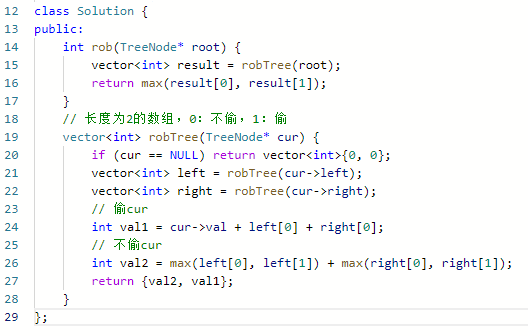 12 class Solution {
13 public:
14     int rob(TreeNode* root) {
15         vector<int> result = robTree(root);
16         return max(result[0], result[1]);
17     }
18     // 长度为2的数组，0：不偷，1：偷
19     vector<int> robTree(TreeNode* cur) {
20         if (cur == NULL) return vector<int>{0, 0};
21         vector<int> left = robTree(cur->left);
22         vector<int> right = robTree(cur->right);
23         // 偷cur
24         int val1 = cur->val + left[0] + right[0];
25         // 不偷cur
26         int val2 = max(left[0], left[1]) + max(right[0], right[1]);
27         return {val2, val1};
28     }
29 };